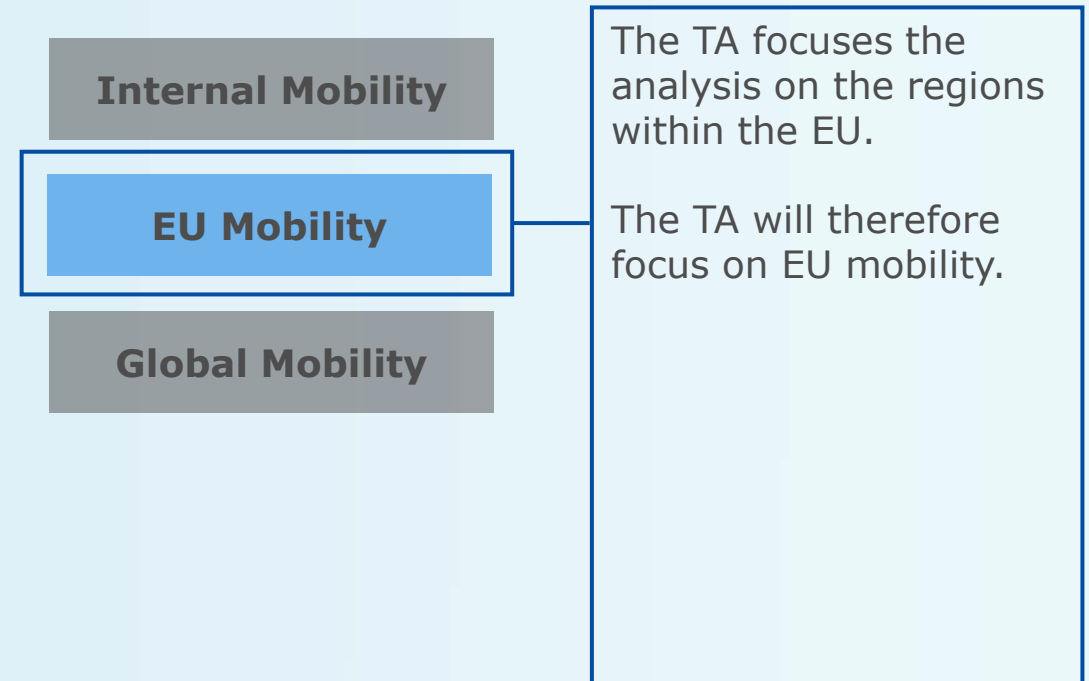 Internal Mobility
EU Mobility
Global Mobility
The TA focuses the
analysis on the regions
within the EU.
The TA will therefore
focus on EU mobility.